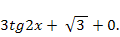 3tg2x + √3 + 0.